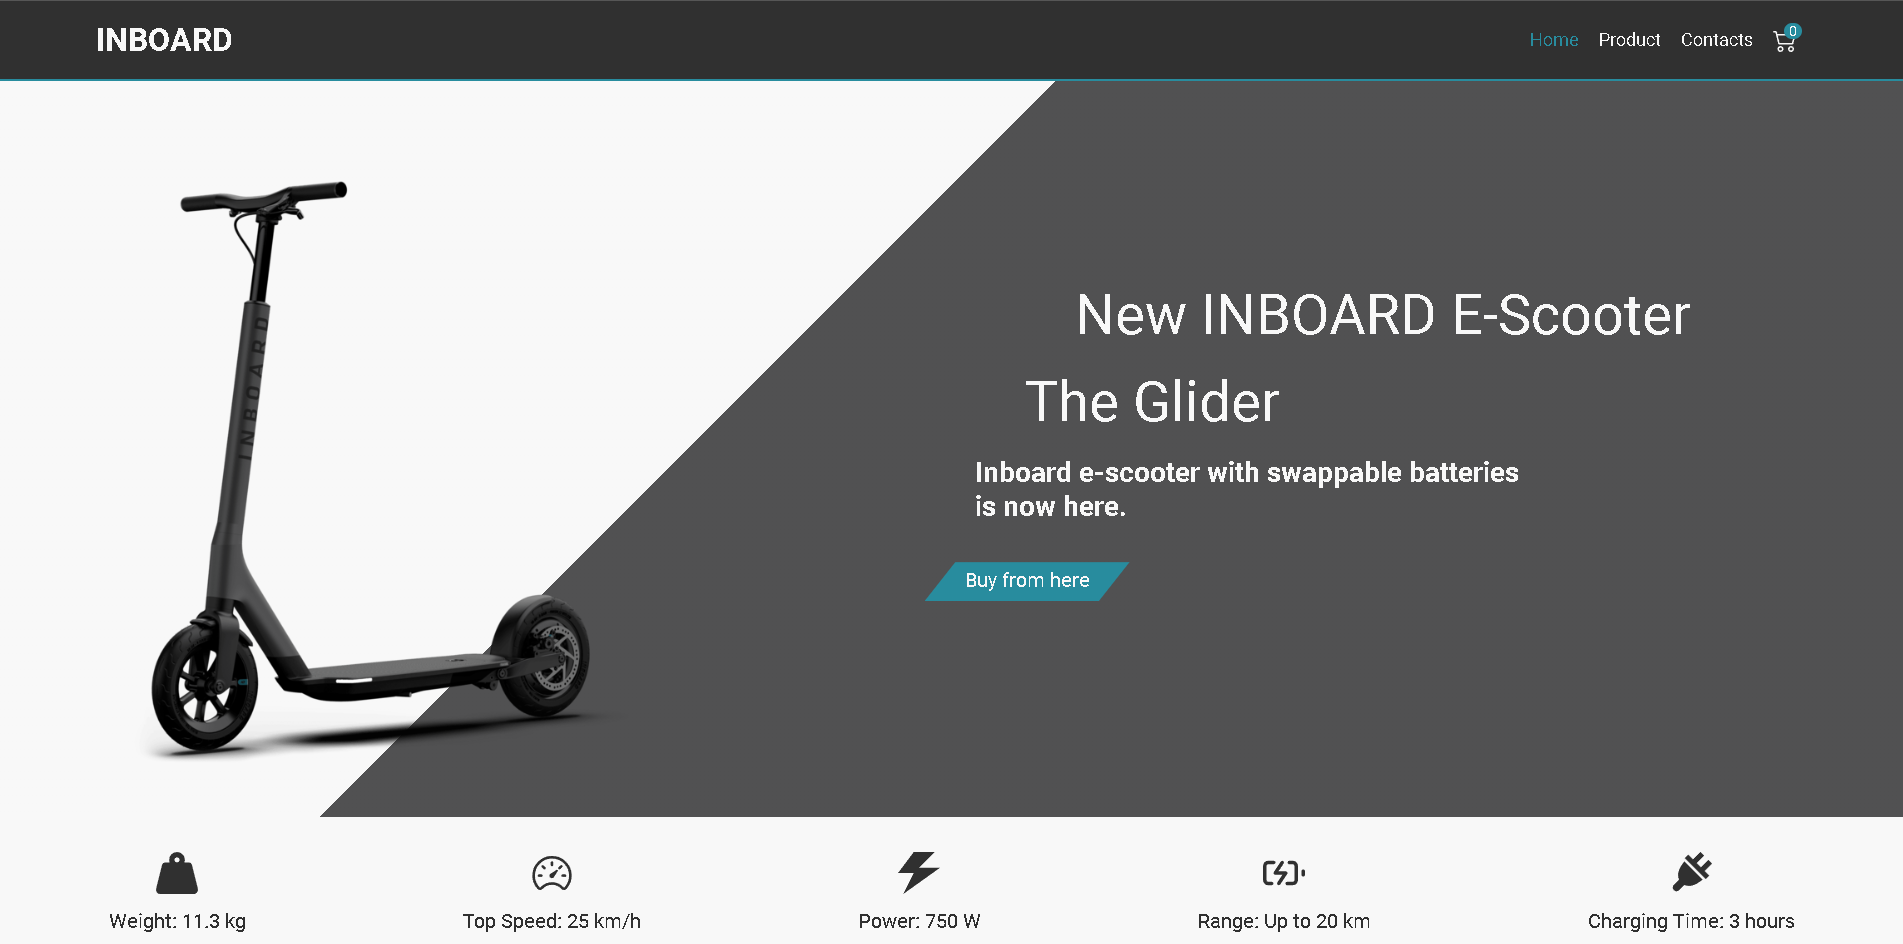 INBOARD
Home
Product
Contacts
0
INBOARD
New INBOARD E-Scooter
The Glider
Inboard e-scooter with swappable batteries
is now here.
Buy from here
Weight: 11.3 kg
Top Speed: 25 km/h
Power: 750 W
Range: Up to 20 km
Charging Time: 3 hours